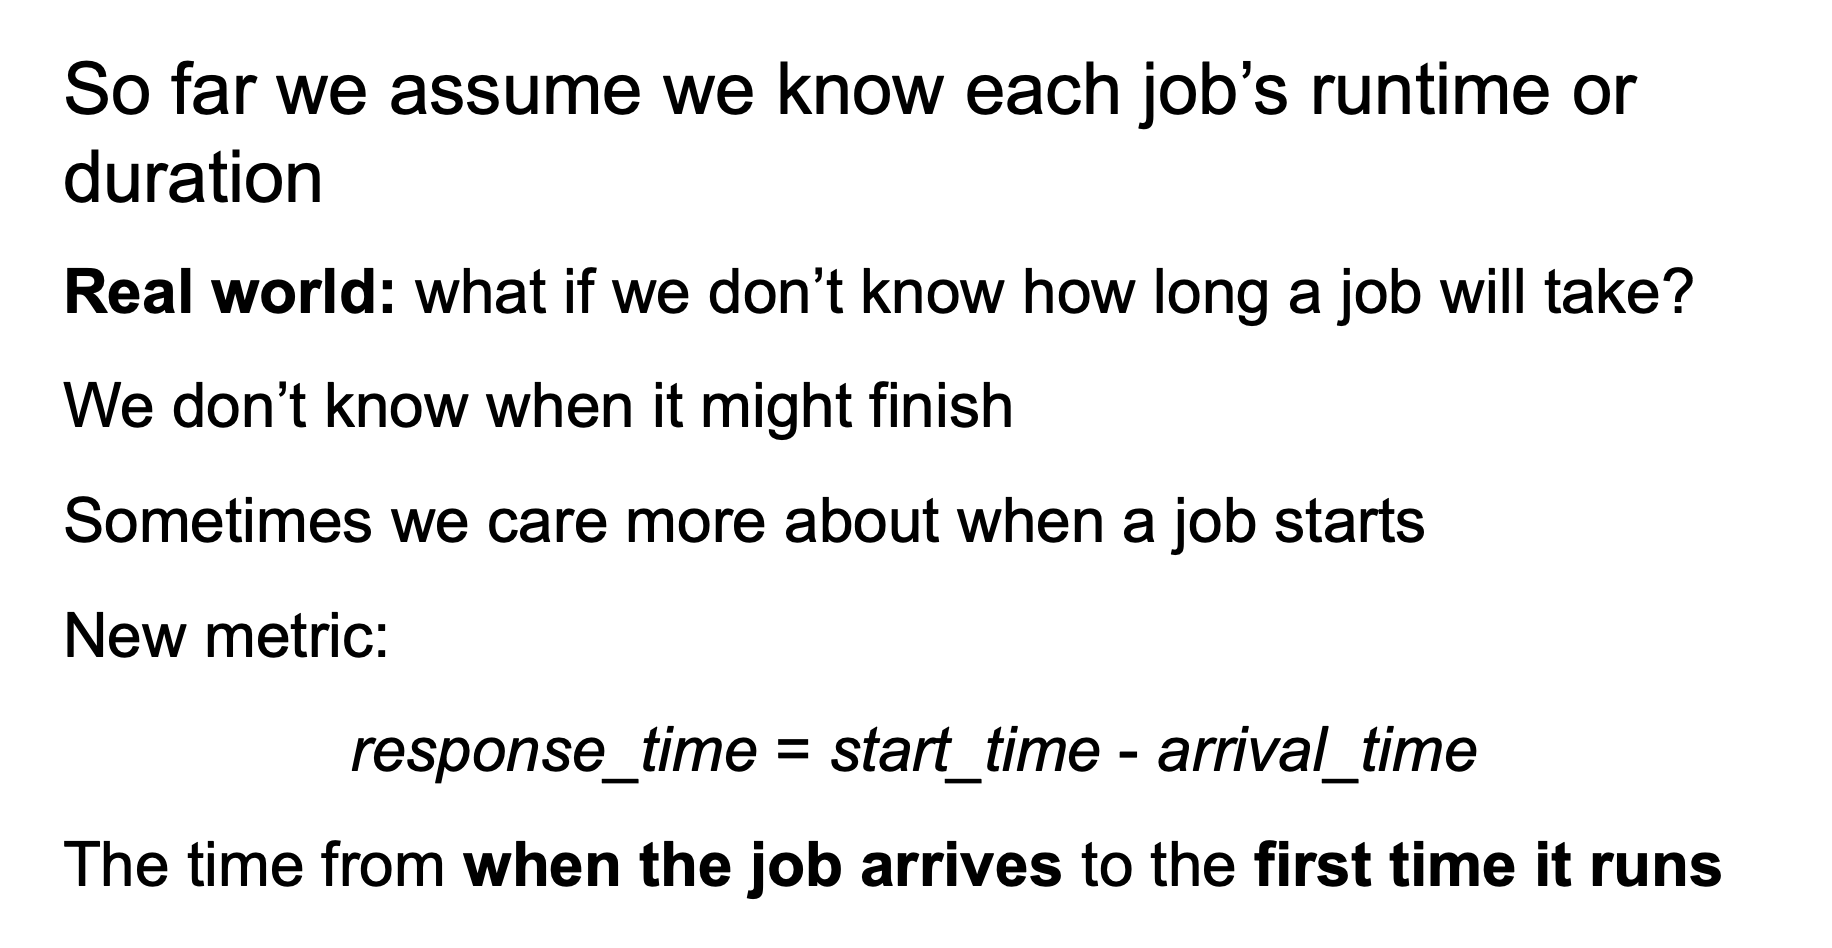 So far we assume we know each job’s runtime or
duration
Real world: what if we don’t know how long a job will take?
We don’t know when it might finish
Sometimes we care more about when a job starts
New metric:
response_time = start_time - arrival_time
The time from when the job arrives to the first time it runs